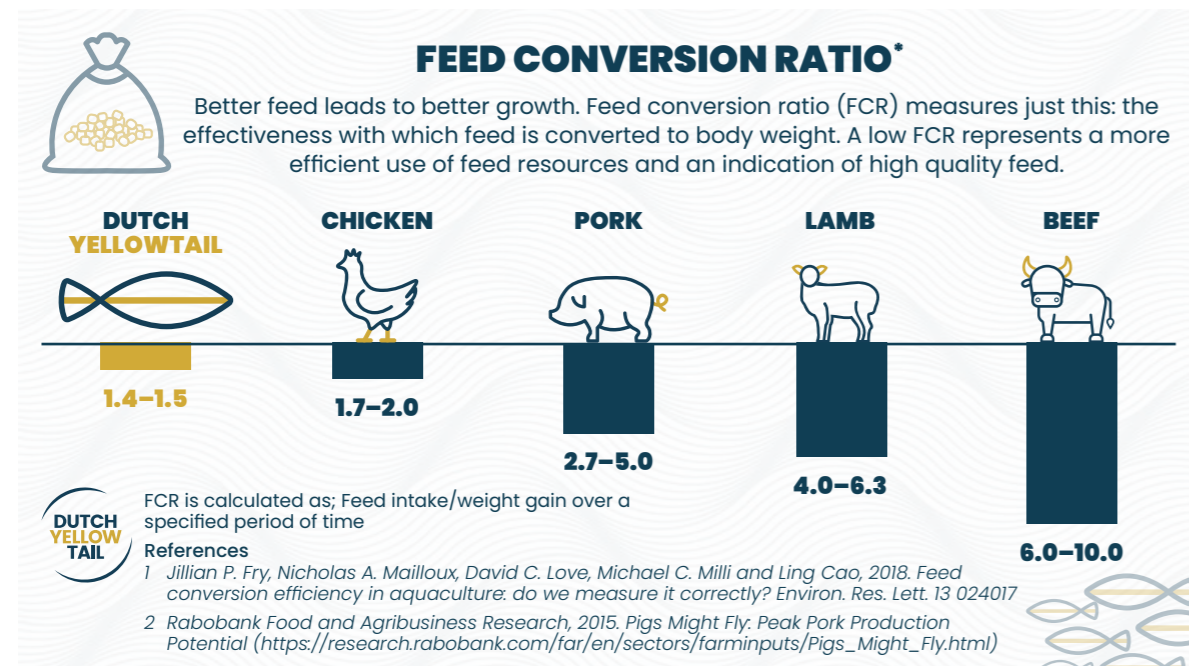 FEED CONVERSION RATIO*
Better feed leads to better growth. Feed conversion ratio (FCR) measures just this: the
effectiveness with which feed is converted to body weight. A low FCR represents a more
efficient use of feed resources and an indication of high quality feed.
DUTCH
YELLOWTAIL
CHICKEN
PORK
LAMB
BEEF
1.4–1.5
1.7–2.0
2.7–5.0
4.0–6.3
6.0–10.0
DUTCH
YELLOW
TAIL
FCR is calculated as; Feed intake/weight gain over a
specified period of time
References
1 Jillian P. Fry, Nicholas A. Mailloux, David C. Love, Michael C. Milli and Ling Cao, 2018. Feed
conversion efficiency in aquaculture: do we measure it correctly? Environ. Res. Lett. 13 024017
2 Rabobank Food and Agribusiness Research, 2015. Pigs Might Fly: Peak Pork Production
Potential (https://research.rabobank.com/far/en/sectors/farminputs/Pigs_Might_Fly.html)